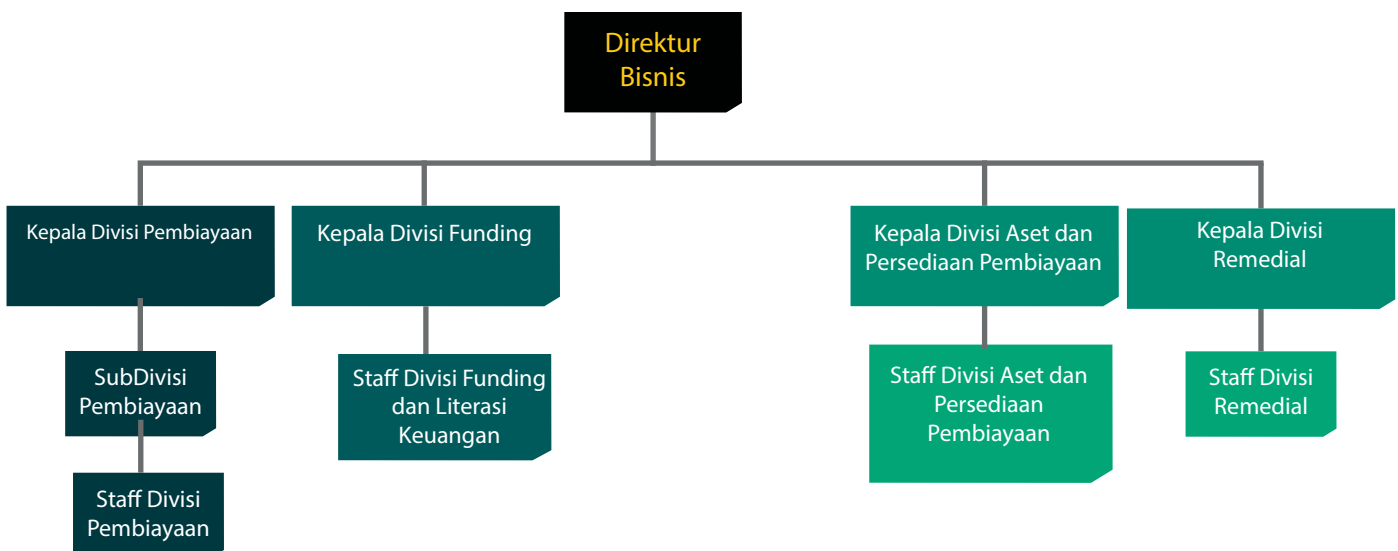 Direktur
Bisnis
Kepala Divisi Pembiayaan
Kepala Divisi Funding
Kepala Divisi Aset dan
Persediaan Pembiayaan
Kepala Divisi
Remedial
SubDivisi
Pembiayaan
Staff Divisi Funding
dan Literasi
Keuangan
Staff Divisi Aset dan
Persediaan
Pembiayaan
Staff Divisi
Remedial
Staff Divisi
Pembiayaan